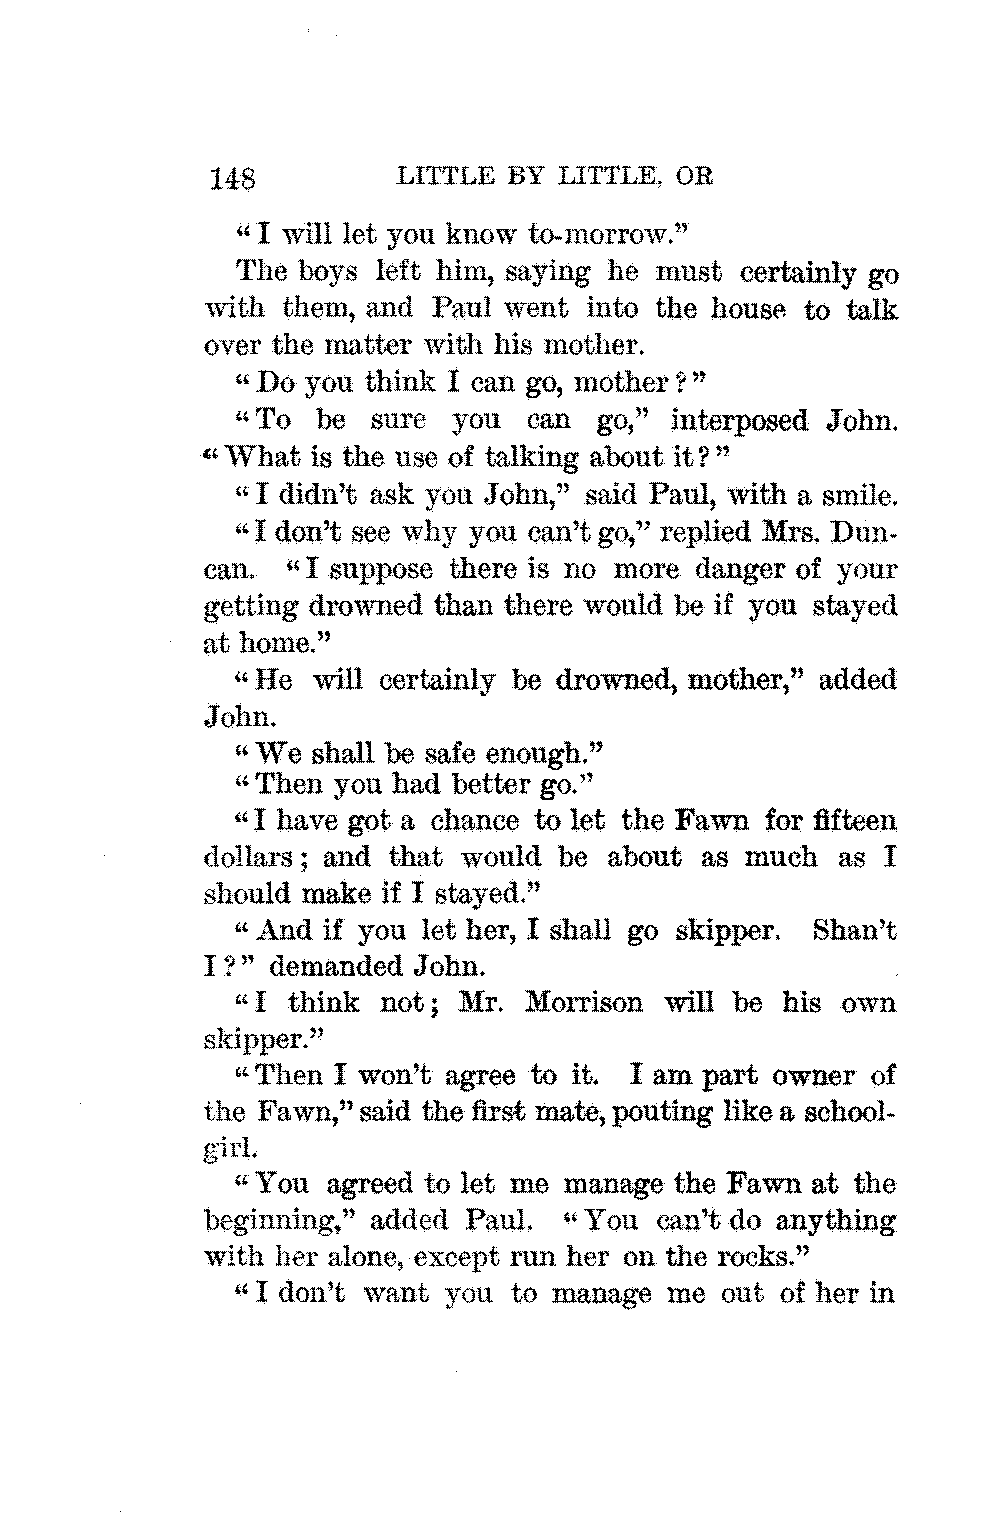 148 LITTLE BY LITTLE, OR
"I will let you know to-morrow."
The boys left him, saying he must certainly go
with them, and Paul went into the house to talk
over the matter with his mother.
"Do you think I can go, mother?"
"To be sure you can go," interposed John.
"What is the use of talking about it?"
"I didn't ask you John," said Paul, with a smile.
"I don't see why you can't go," replied Mrs. Dun-
can. "I suppose there is no more danger of your
getting drowned than there would be if you stayed
at home."
"He will certainly be drowned, mother," added
John.
"We shall be safe enough."
"Then you had better go."
"I have got a chance to let the Fawn for fifteen
dollars; and that would be about as much as I
should make if I stayed."
"And if you let her, I shall go skipper. Shan't
I?" demanded John.
"I think not; Mr. Morrison will be his own
skipper."
"Then I won't agree to it. I am part owner of
the Fawn," said the first mate, pouting like a school-
girl.
"You agreed to let me manage the Fawn at the
beginning," added Paul. "You can't do anything
with her alone, except run her on the rocks."
"I don't want you to manage me out of her in